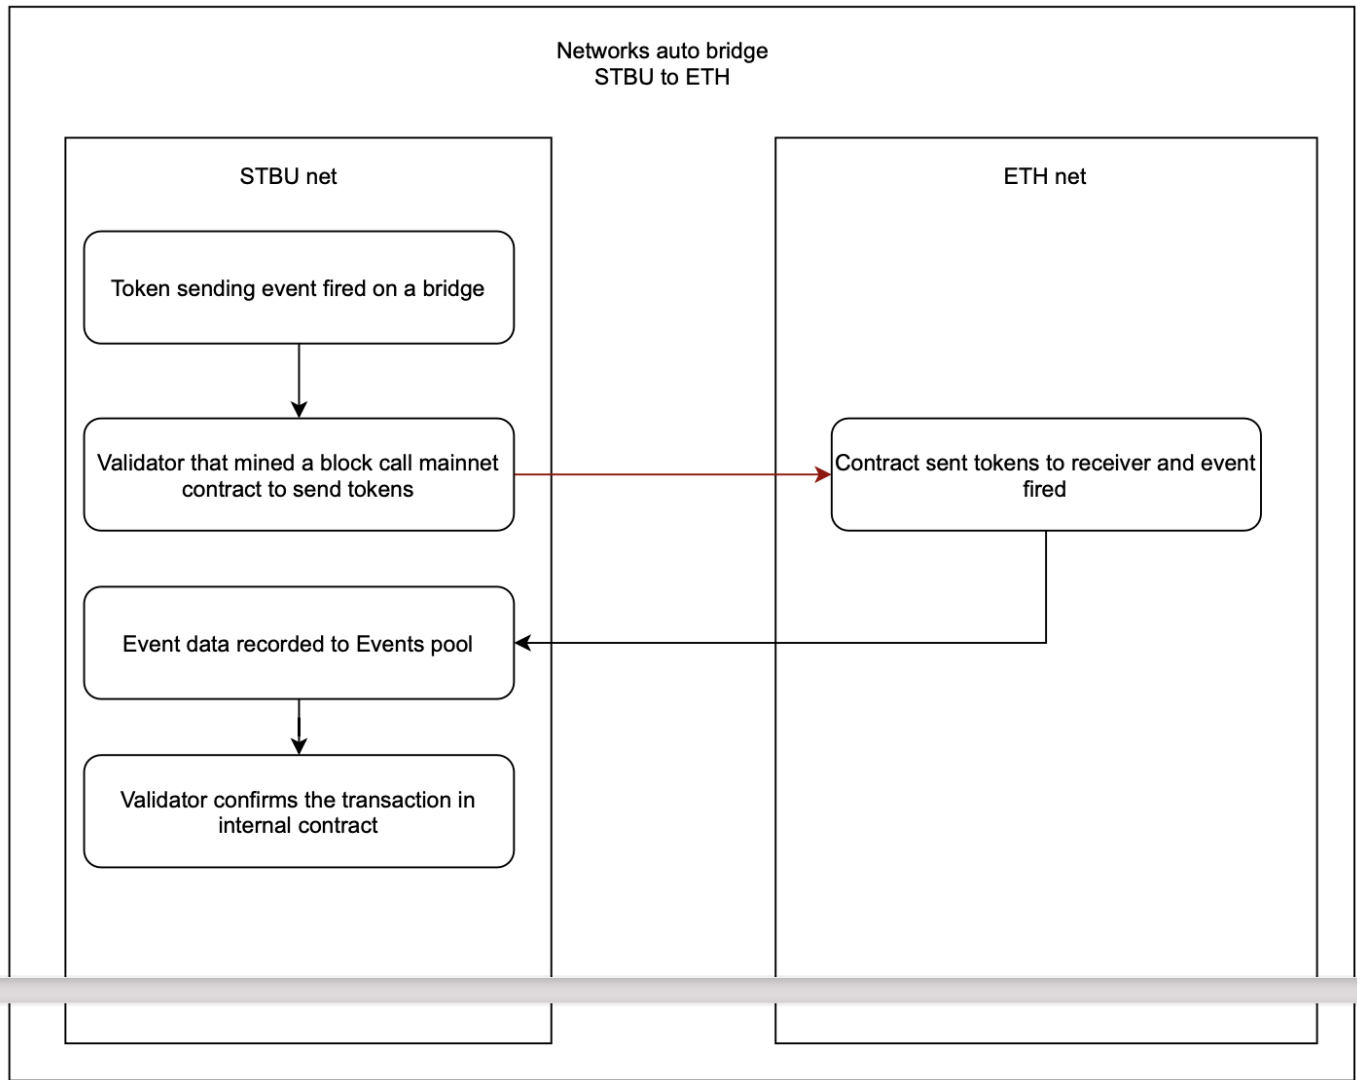 Networks auto bridge
STBU to ETH
STBU net
ETH net
Token sending event fired on a bridge
Validator that mined a block call mainnet
contract to send tokens
Contract sent tokens to receiver and event
fired
Event data recorded to Events pool
Validator confirms the transaction in
internal contract